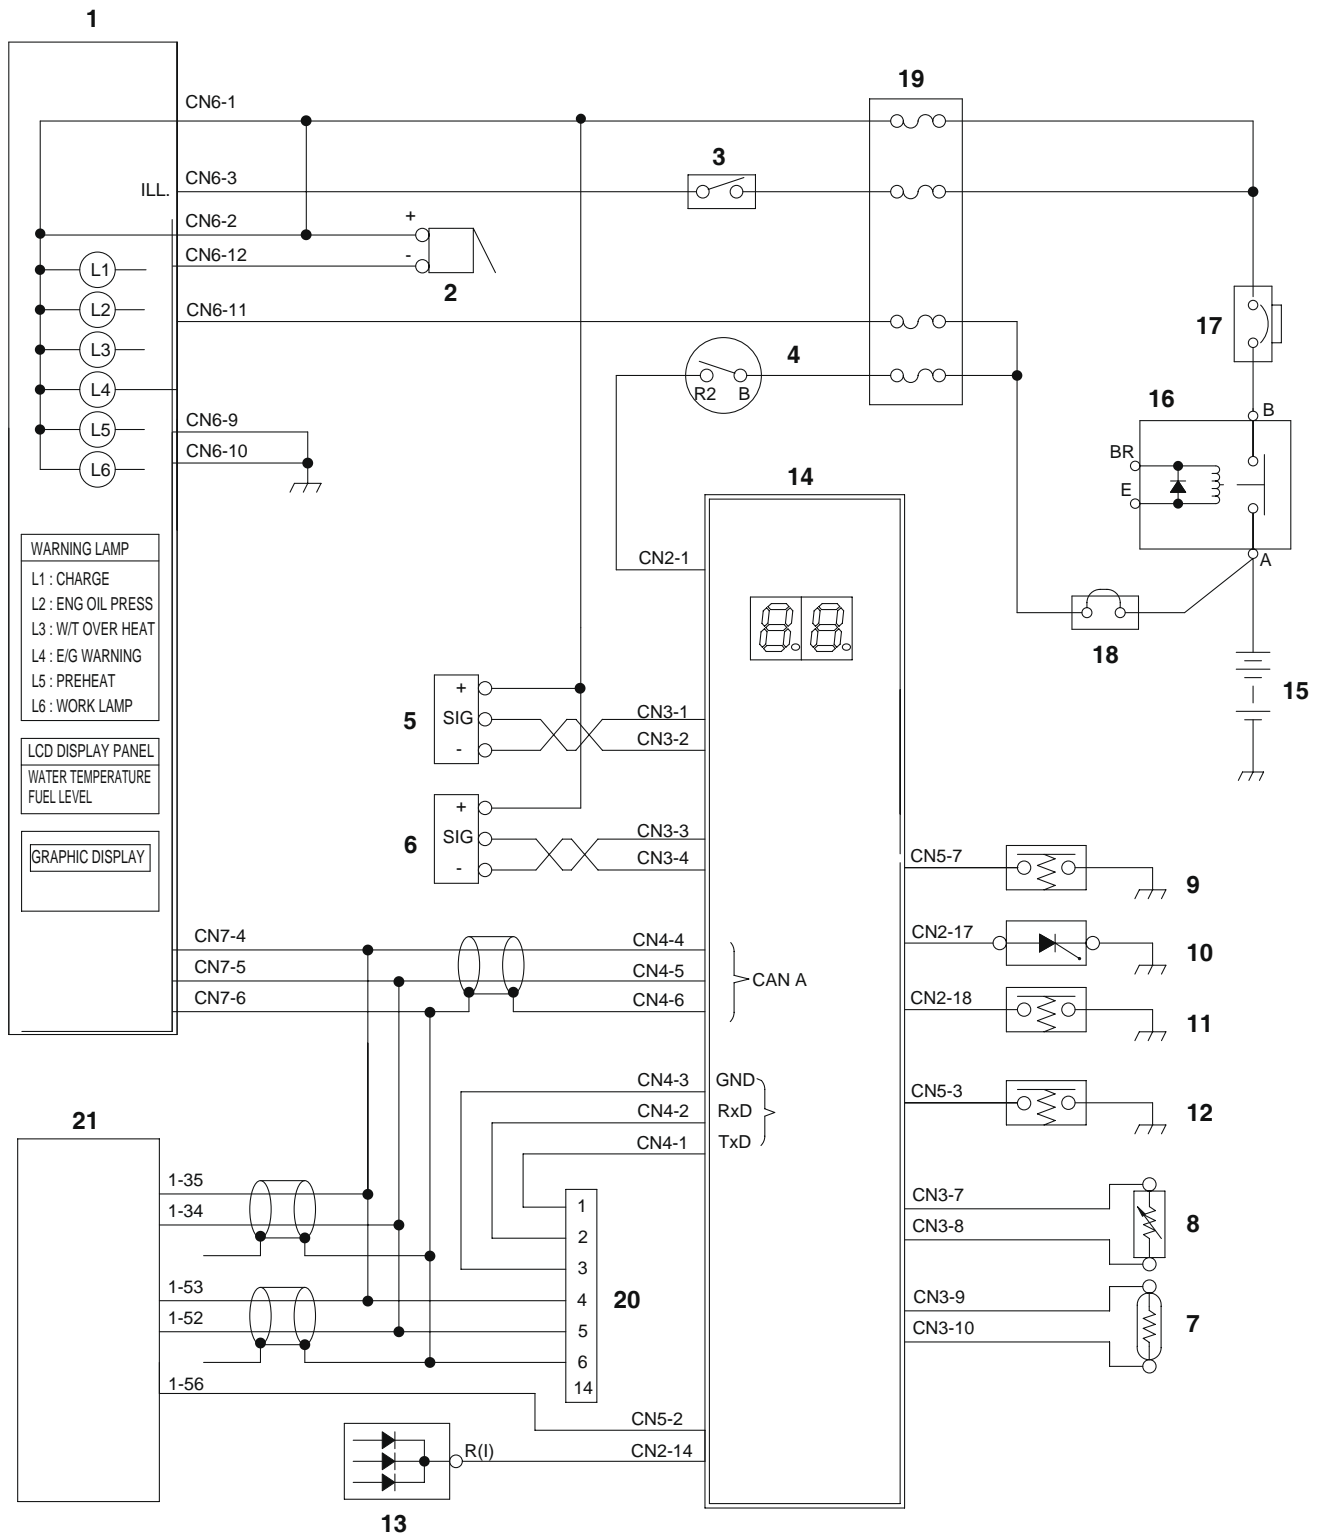 1
CN6-1
19
3
ILL.
CN6-3
CN6-2
+
CN6-12
-
2
L1
L2
L3
L4
L5
L6
CN6-11
4
R2
B
17
16
B
BR
E
A
CN6-9
CN6-10
14
CN2-1
18
15
WARNING LAMP
L1 : CHARGE
L2 : ENG OIL PRESS
L3 : W/T OVER HEAT
L4 : E/G WARNING
L5 : PREHEAT
L6 : WORK LAMP
LCD DISPLAY PANEL
WATER TEMPERATURE
FUEL LEVEL
GRAPHIC DISPLAY
8.8.
5
+
SIG
-
CN3-1
CN3-2
6
+
SIG
-
CN3-3
CN3-4
CN5-7
9
CN2-17
10
CN2-18
11
CN5-3
12
CN7-4
CN7-5
CN7-6
CN4-4
CN4-5
CN4-6
CAN A
CN4-3
GND
CN4-2
RxD
CN4-1
TxD
21
1-35
1-34
1-53
1-52
1-56
1
2
3
4
5
6
14
20
CN3-7
CN3-8
8
CN3-9
CN3-10
7
CN5-2
CN2-14
R(I)
13